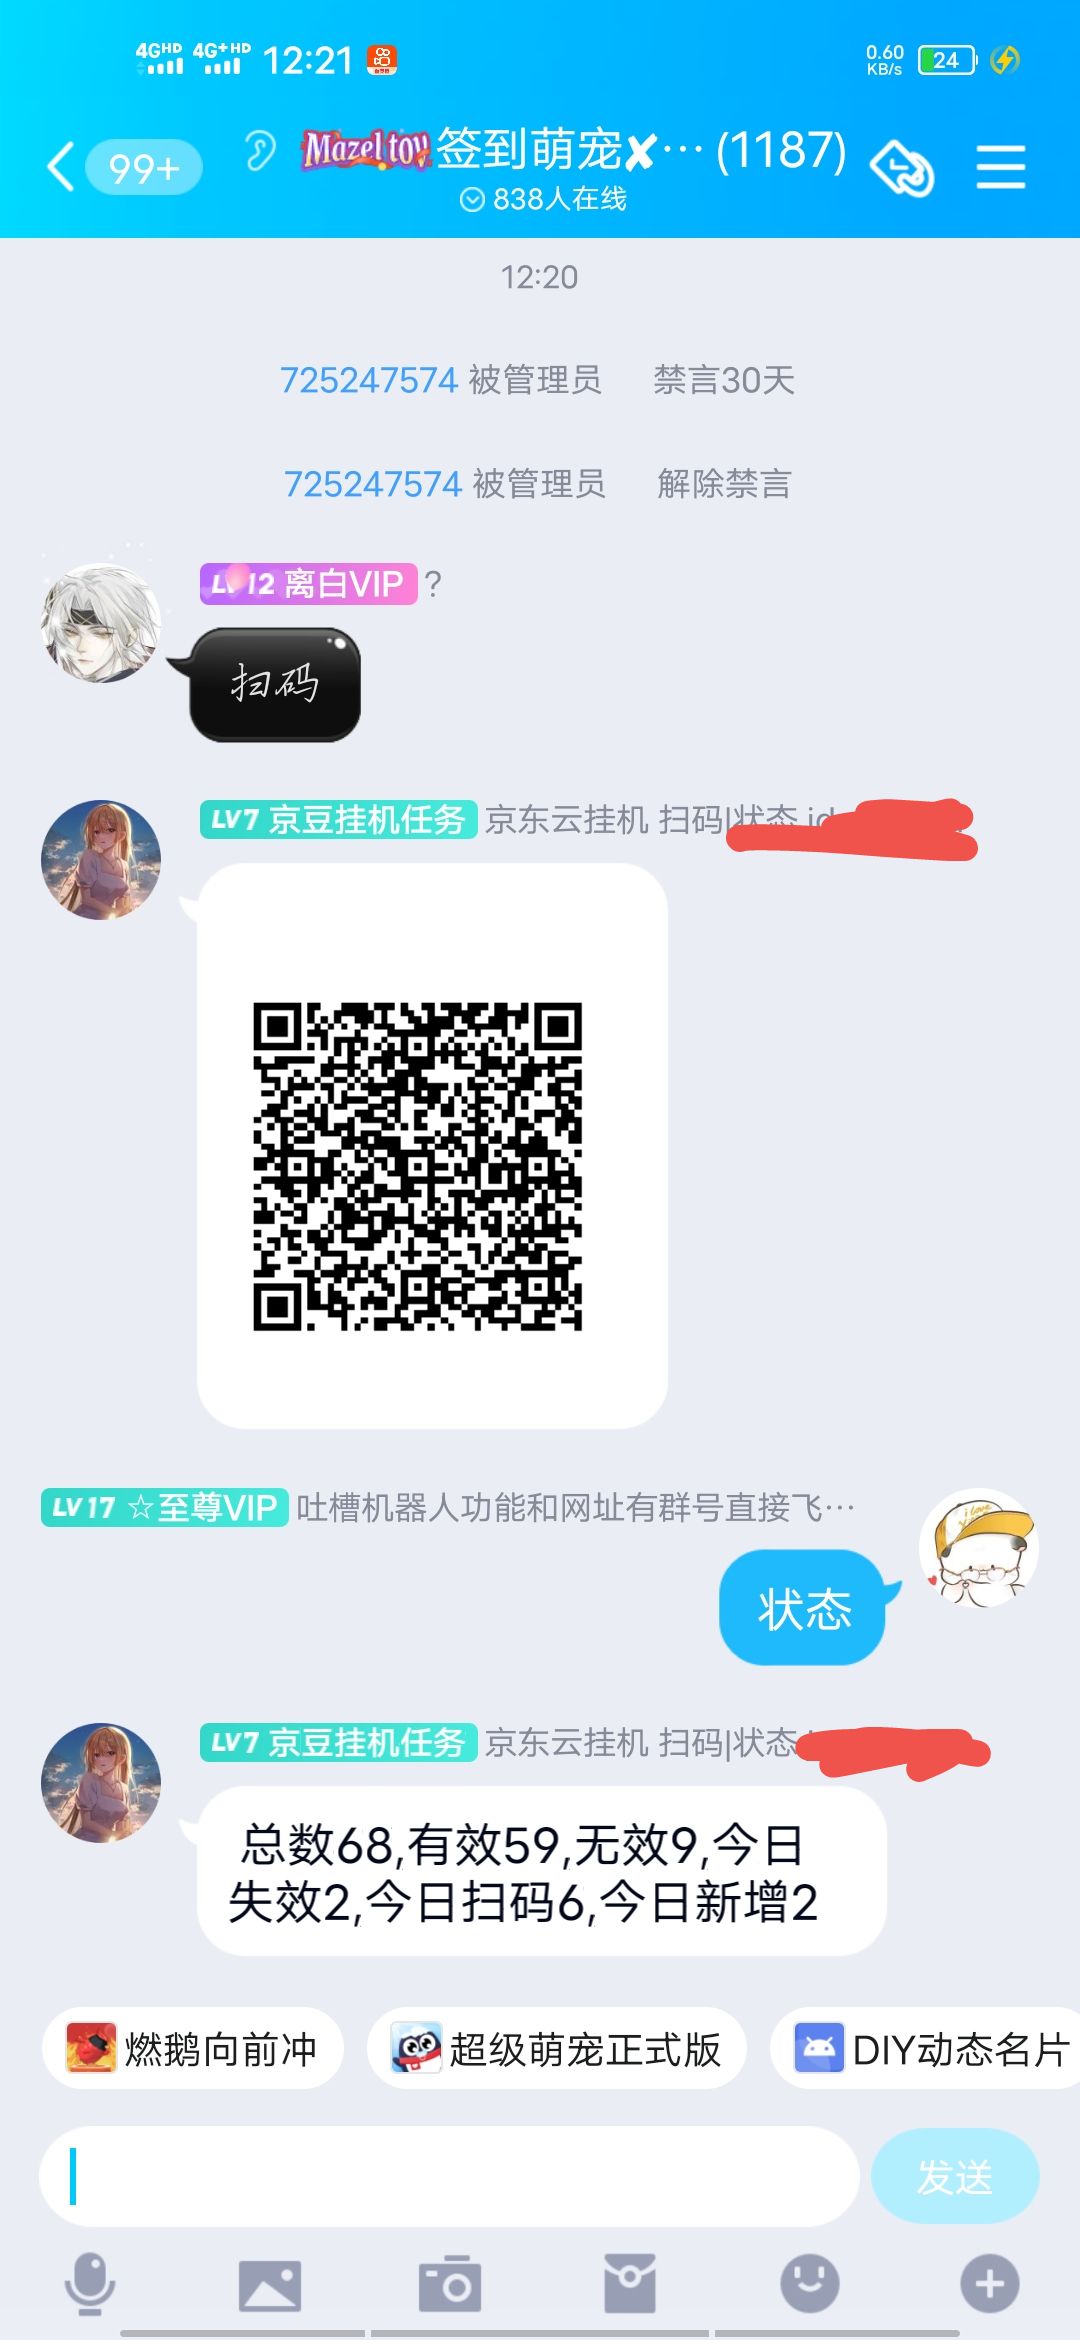 4GHD 4G+HD 12:21
0.60 KB/s 24
99+ Mazel tov 签到萌宠✘… (1187)
838人在线
12:20
725247574 被管理员 禁言30天
725247574 被管理员 解除禁言
LV12 离白VIP ?
扫码
LV7 京豆挂机任务 京东云挂机 扫码|状态 id
LV17 ☆至尊VIP 吐槽机器人功能和网址有群号直接飞…
状态
LV7 京豆挂机任务 京东云挂机 扫码|状态
总数68,有效59,无效9,今日
失效2,今日扫码6,今日新增2
燃鹅向前冲 超级萌宠正式版 DIY动态名片
发送